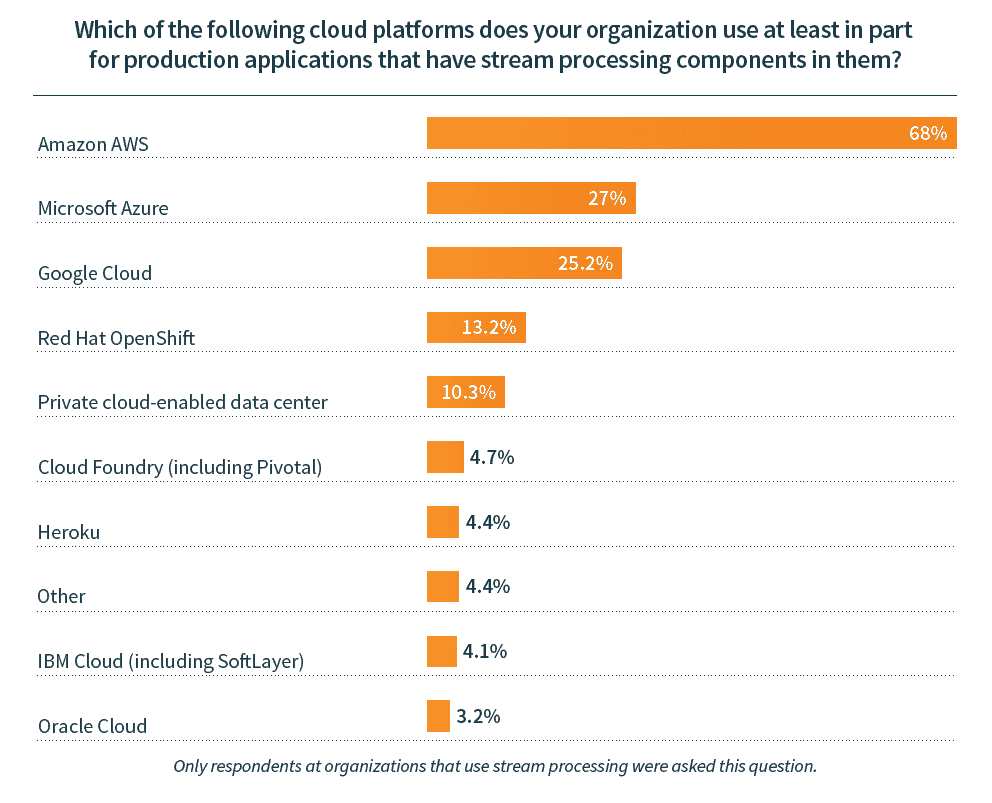 Which of the following cloud platforms does your organization use at least in part
for production applications that have stream processing components in them?
Amazon AWS
68%
Microsoft Azure
27%
Google Cloud
25.2%
Red Hat OpenShift
13.2%
Private cloud-enabled data center
10.3%
Cloud Foundry (including Pivotal)
4.7%
Heroku
4.4%
Other
4.4%
IBM Cloud (including SoftLayer)
4.1%
Oracle Cloud
3.2%
Only respondents at organizations that use stream processing were asked this question.